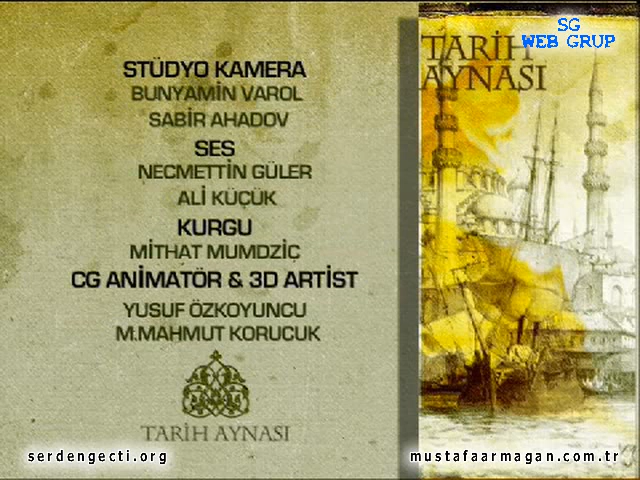 SG
WEB GRUP
TARİH
AYNASI
STÜDYO KAMERA
BUNYAMİN VAROL
SABİR AHADOV
SES
NECMETTİN GÜLER
ALİ KÜÇÜK
KURGU
MİTHAT MUMDZİÇ
CG ANİMATÖR & 3D ARTİST
YUSUF ÖZKOYUNCU
M.MAHMUT KORUCUK
TARİH AYNASI
serdengecti.org
mustafaarmagan.com.tr